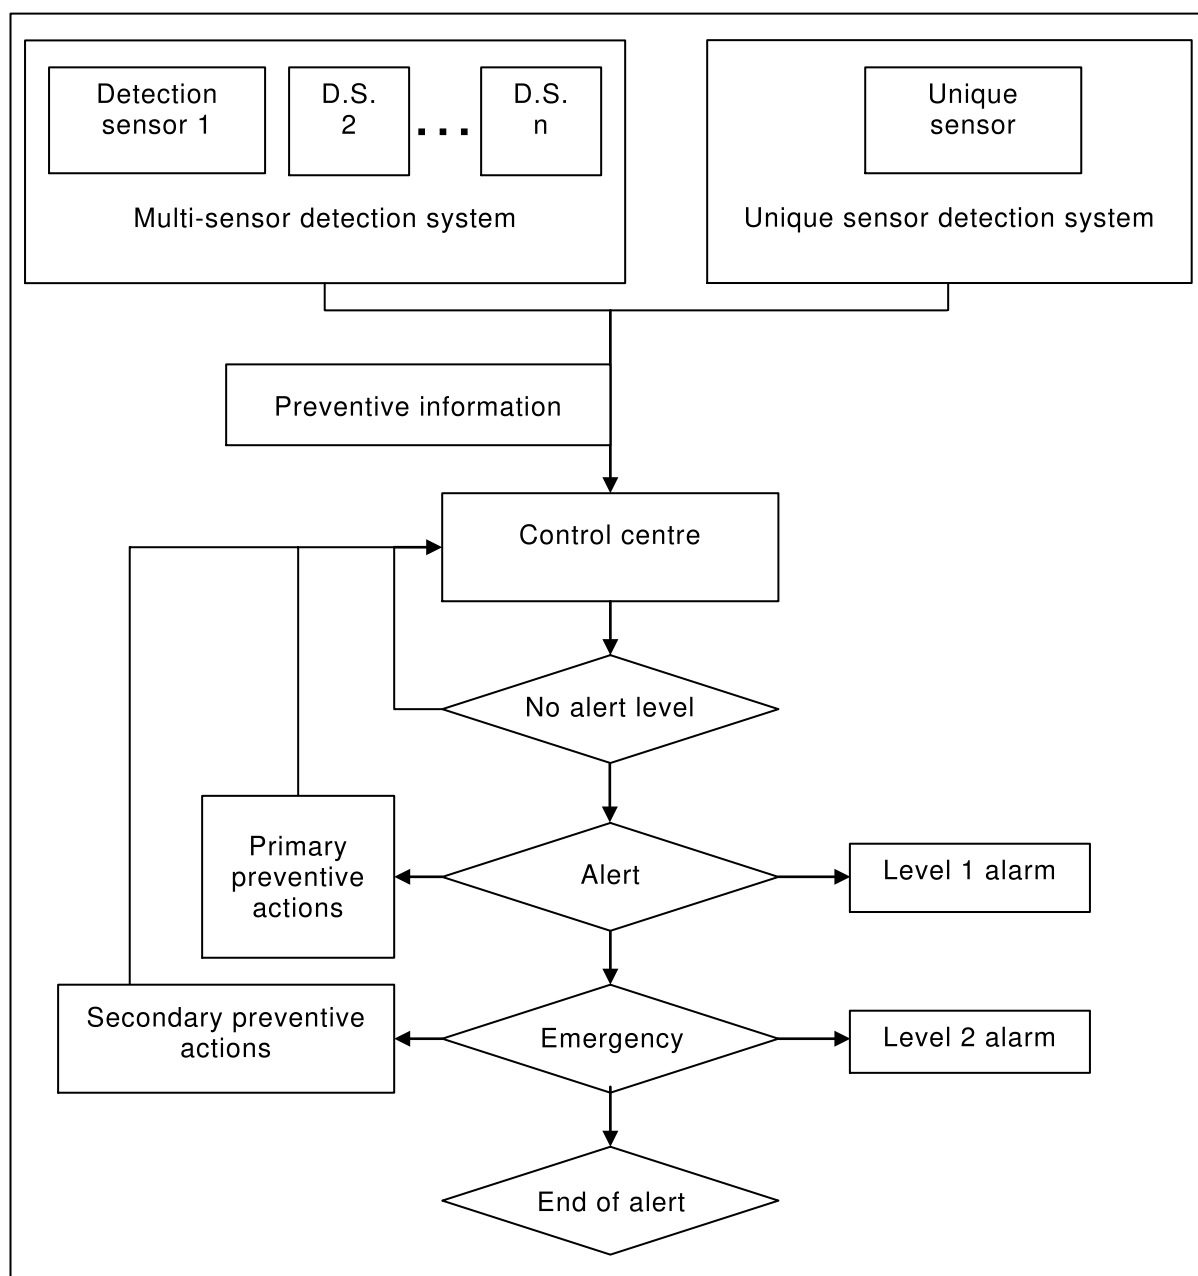 Detection
sensor 1
D.S.
2
...
D.S.
n
Multi-sensor detection system
Unique
sensor
Unique sensor detection system
Preventive information
Control centre
No alert level
Primary
preventive
actions
Alert
Level 1 alarm
Secondary preventive
actions
Emergency
Level 2 alarm
End of alert